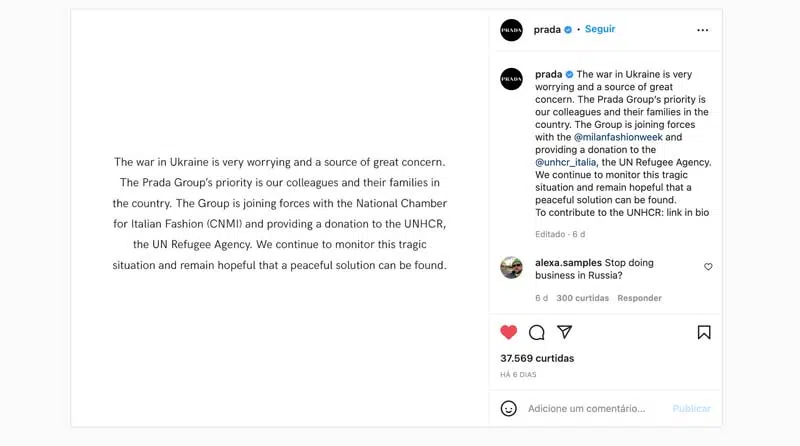 The war in Ukraine is very worrying and a source of great concern.
The Prada Group's priority is our colleagues and their families in
the country. The Group is joining forces with the National Chamber
for Italian Fashion (CNMI) and providing a donation to the UNHCR,
the UN Refugee Agency. We continue to monitor this tragic
situation and remain hopeful that a peaceful solution can be found.
PRADA
prada • Seguir
PRADA
prada The war in Ukraine is very
worrying and a source of great
concern. The Prada Group's priority is
our colleagues and their families in the
country. The Group is joining forces
with the @milanfashionweek and
providing a donation to the
@unhcr_italia, the UN Refugee Agency.
We continue to monitor this tragic
situation and remain hopeful that a
peaceful solution can be found.
To contribute to the UNHCR: link in bio
Editado · 6 d
alexa.samples Stop doing
business in Russia?
6 d 300 curtidas Responder
37.569 curtidas
HÁ 6 DIAS
Adicione um comentário... Publicar